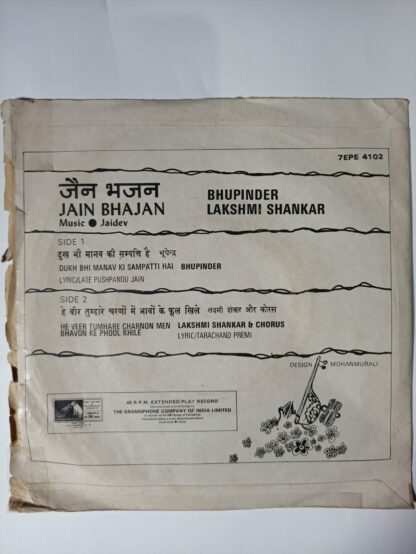 7EPE 4102
जैन भजन
JAIN BHAJAN
Music ● Jaidev
BHUPINDER
LAKSHMI SHANKAR
SIDE 1
दुख भी मानव की सम्पत्ति है भूपेन्द्र
DUKH BHI MANAV KI SAMPATTI HAI BHUPINDER
LYRIC/LATE PUSHPANDU JAIN
SIDE 2
हे वीर तुम्हारे चरणों में भावों के फूल खिले लक्ष्मी शंकर और कोरस
HE VEER TUMHARE CHARNON MEN LAKSHMI SHANKAR & CHORUS
BHAVON KE PHOOL KHILE LYRIC/TARACHAND PREMI
DESIGN MOHANMURALI
45 R.P.M. EXTENDED PLAY RECORD
THE GRAMOPHONE COMPANY OF INDIA LIMITED